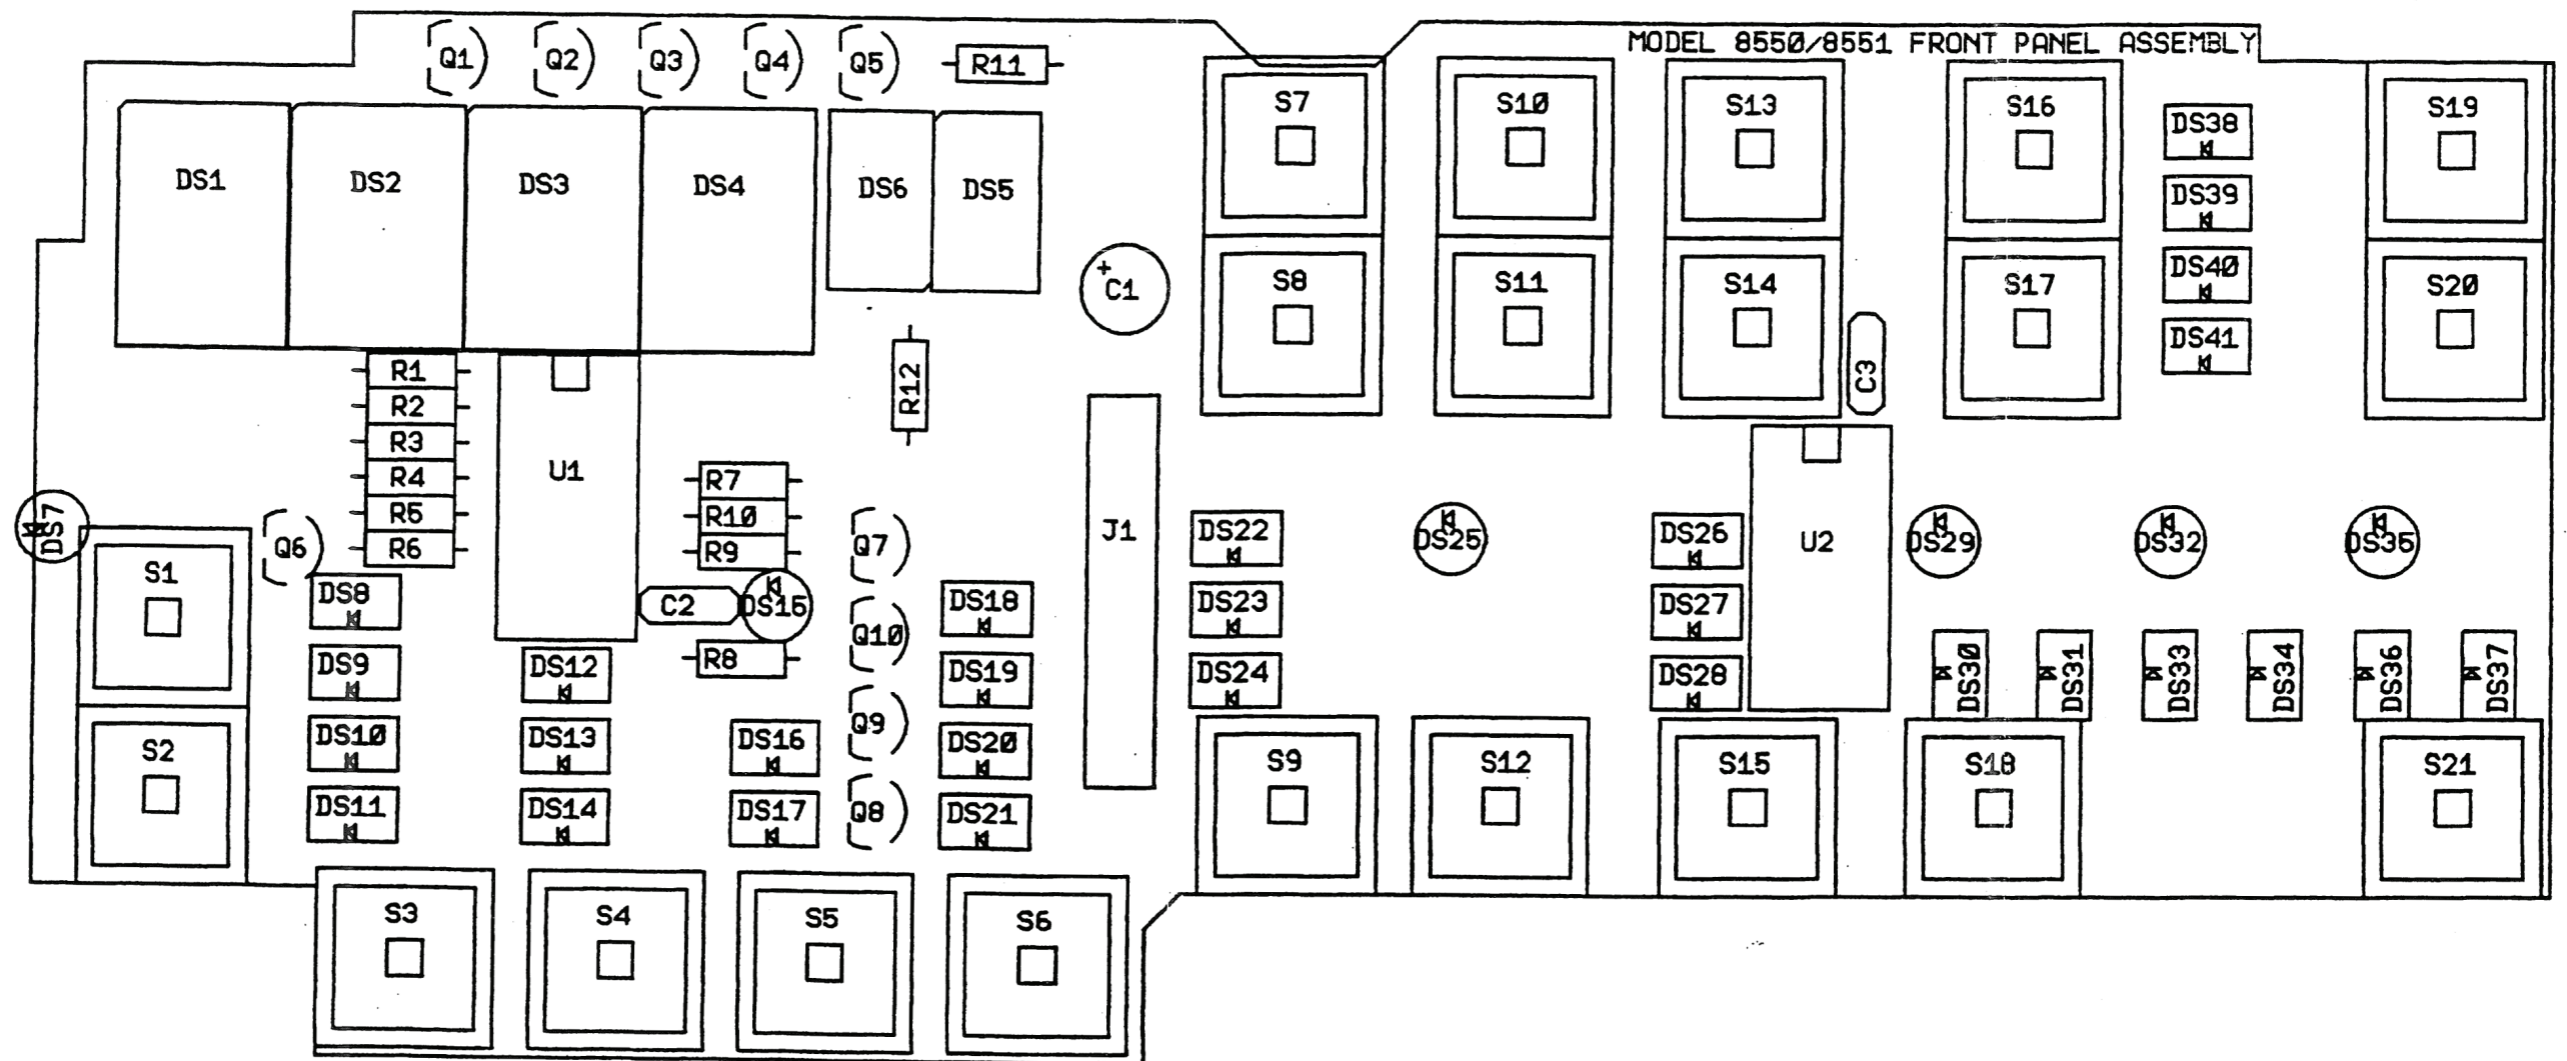 MODEL 8550/8551 FRONT PANEL ASSEMBLY
Q1 Q2 Q3 Q4 Q5 R11
S7 S10 S13 S16 S19
DS38
DS1 DS2 DS3 DS4 DS6 DS5
DS39
+
C1
S8 S11 S14 S17 DS40 S20
DS41
R1
R2
R12
C3
R3
R4
U1
R7
R5
R10
DS7
Q6
R6
R9
Q7
J1
DS22 DS25 DS26 U2 DS29 DS32 DS35
S1
DS8
C2
DS15
DS18 DS23 DS27
Q10
DS9 DS12 R8 DS19 DS24 DS28 DS30 DS31 DS33 DS34 DS36 DS37
S2
DS10 DS13 DS16 Q9 DS20
S9 S12 S15 S18 S21
DS11 DS14 DS17 Q8 DS21
S3 S4 S5 S6